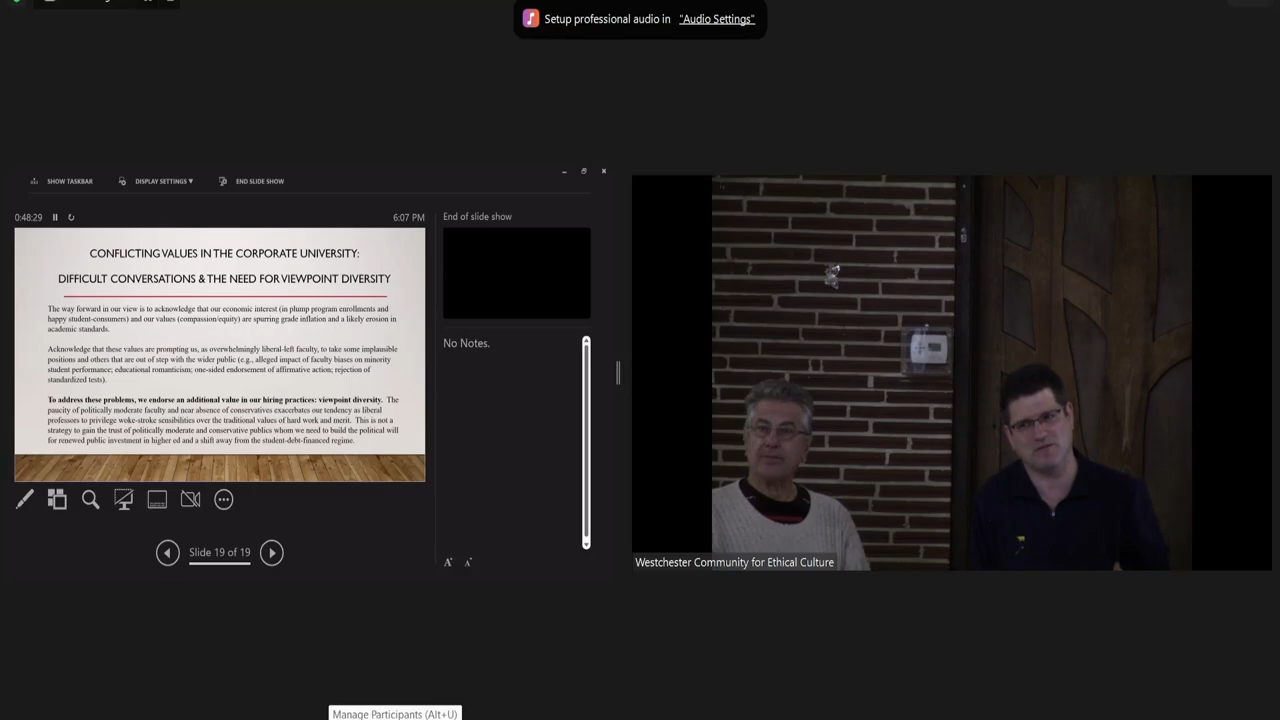 Setup professional audio in "Audio Settings"
SHOW TASKBAR
DISPLAY SETTINGS ▾
END SLIDE SHOW
0:48:29
6:07 PM
End of slide show
CONFLICTING VALUES IN THE CORPORATE UNIVERSITY:
DIFFICULT CONVERSATIONS & THE NEED FOR VIEWPOINT DIVERSITY
The way forward in our view is to acknowledge that our economic interest (in plump program enrollments and
happy student-consumers) and our values (compassion/equity) are spurring grade inflation and a likely erosion in
academic standards.
Acknowledge that these values are prompting us, as overwhelmingly liberal-left faculty, to take some implausible
positions and others that are out of step with the wider public (e.g., alleged impact of faculty biases on minority
student performance; educational romanticism; one-sided endorsement of affirmative action; rejection of
standardized tests).
To address these problems, we endorse an additional value in our hiring practices: viewpoint diversity. The
paucity of politically moderate faculty and near absence of conservatives exacerbates our tendency as liberal
professors to privilege woke-stroke sensibilities over the traditional values of hard work and merit. This is not a
strategy to gain the trust of politically moderate and conservative publics whom we need to build the political will
for renewed public investment in higher ed and a shift away from the student-debt-financed regime.
No Notes.
Slide 19 of 19
A
A
Westchester Community for Ethical Culture
Manage Participants (Alt+U)